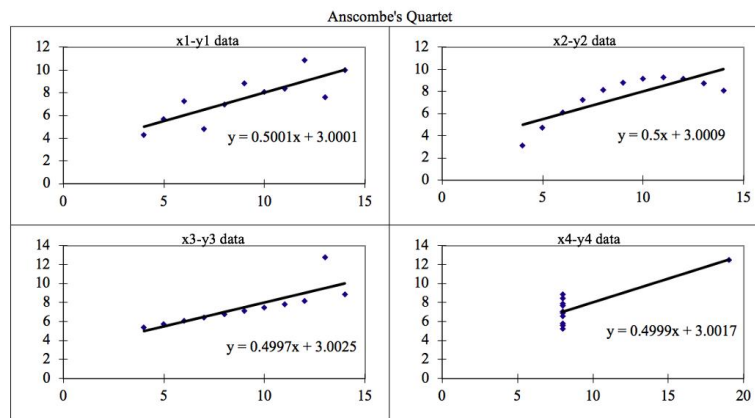 Anscombe's Quartet
x1-y1 data
12
10
8
6
4
2
0
y = 0.5001x + 3.0001
0 5 10 15
x2-y2 data
12
10
8
6
4
2
0
y = 0.5x + 3.0009
0 5 10 15
x3-y3 data
14
12
10
8
6
4
2
0
y = 0.4997x + 3.0025
0 5 10 15
x4-y4 data
14
12
10
8
6
4
2
0
y = 0.4999x + 3.0017
0 5 10 15 20